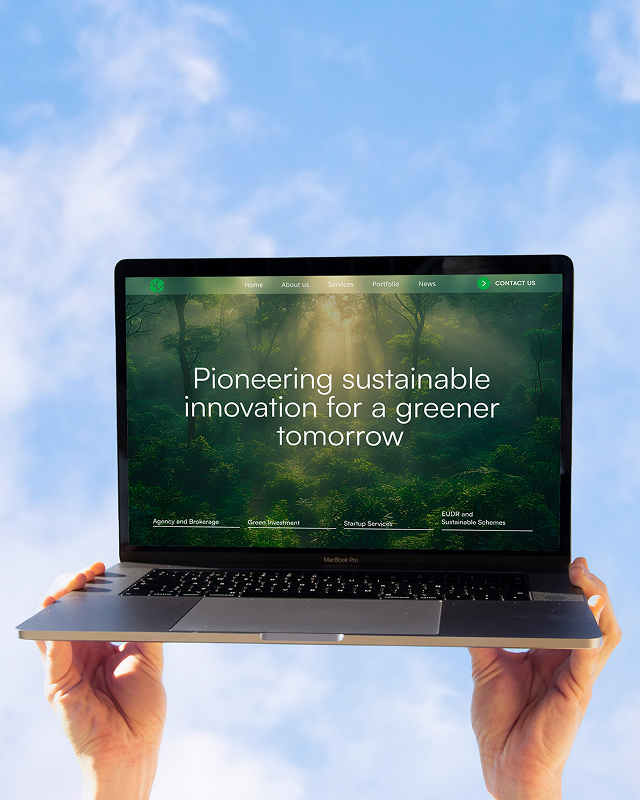 Home About us Services Portfolio News CONTACT US
Pioneering sustainable
innovation for a greener
tomorrow
Agency and Brokerage
Green Investment
Startup Services
EUDR and
Sustainable Schemes
MacBook Pro